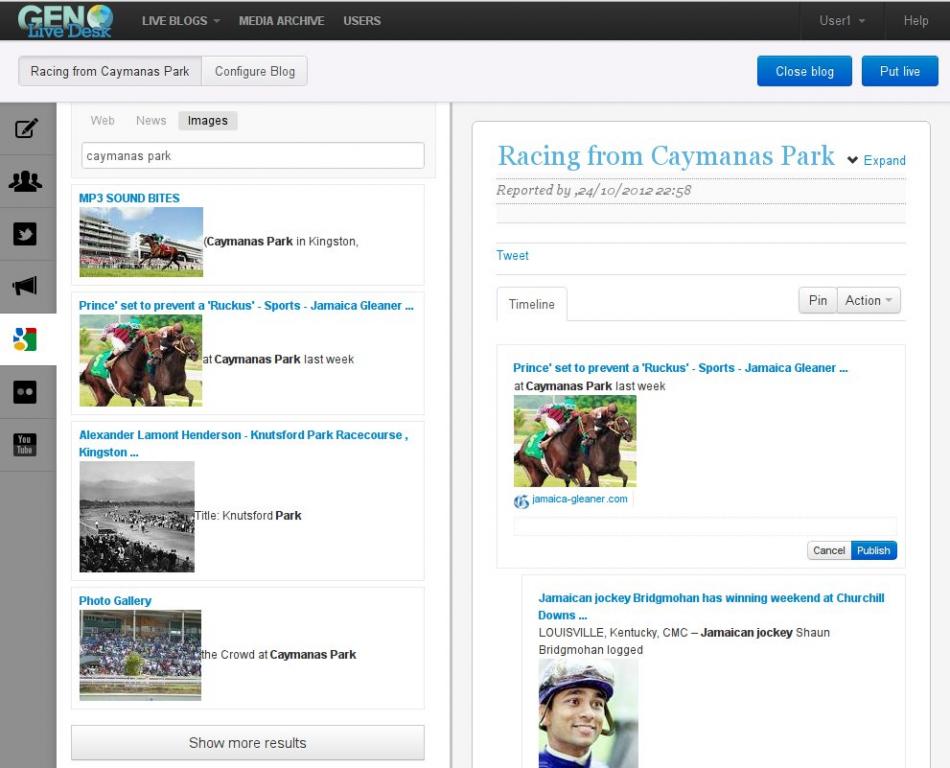 GEN
Live Desk
LIVE BLOGS
MEDIA ARCHIVE
USERS
User1
Help
Racing from Caymanas Park
Configure Blog
Close blog
Put live
Web
News
Images
caymanas park
MP3 SOUND BITES
(Caymanas Park in Kingston,
Prince' set to prevent a 'Ruckus' - Sports - Jamaica Gleaner ...
at Caymanas Park last week
Alexander Lamont Henderson - Knutsford Park Racecourse ,
Kingston ...
Title: Knutsford Park
Photo Gallery
the Crowd at Caymanas Park
Show more results
You
Tube
Racing from Caymanas Park
Expand
Reported by ,24/10/2012 22:58
Tweet
Timeline
Pin
Action
Prince' set to prevent a 'Ruckus' - Sports - Jamaica Gleaner ...
at Caymanas Park last week
jamaica-gleaner.com
Cancel
Publish
Jamaican jockey Bridgmohan has winning weekend at Churchill
Downs ...
LOUISVILLE, Kentucky, CMC – Jamaican jockey Shaun
Bridgmohan logged